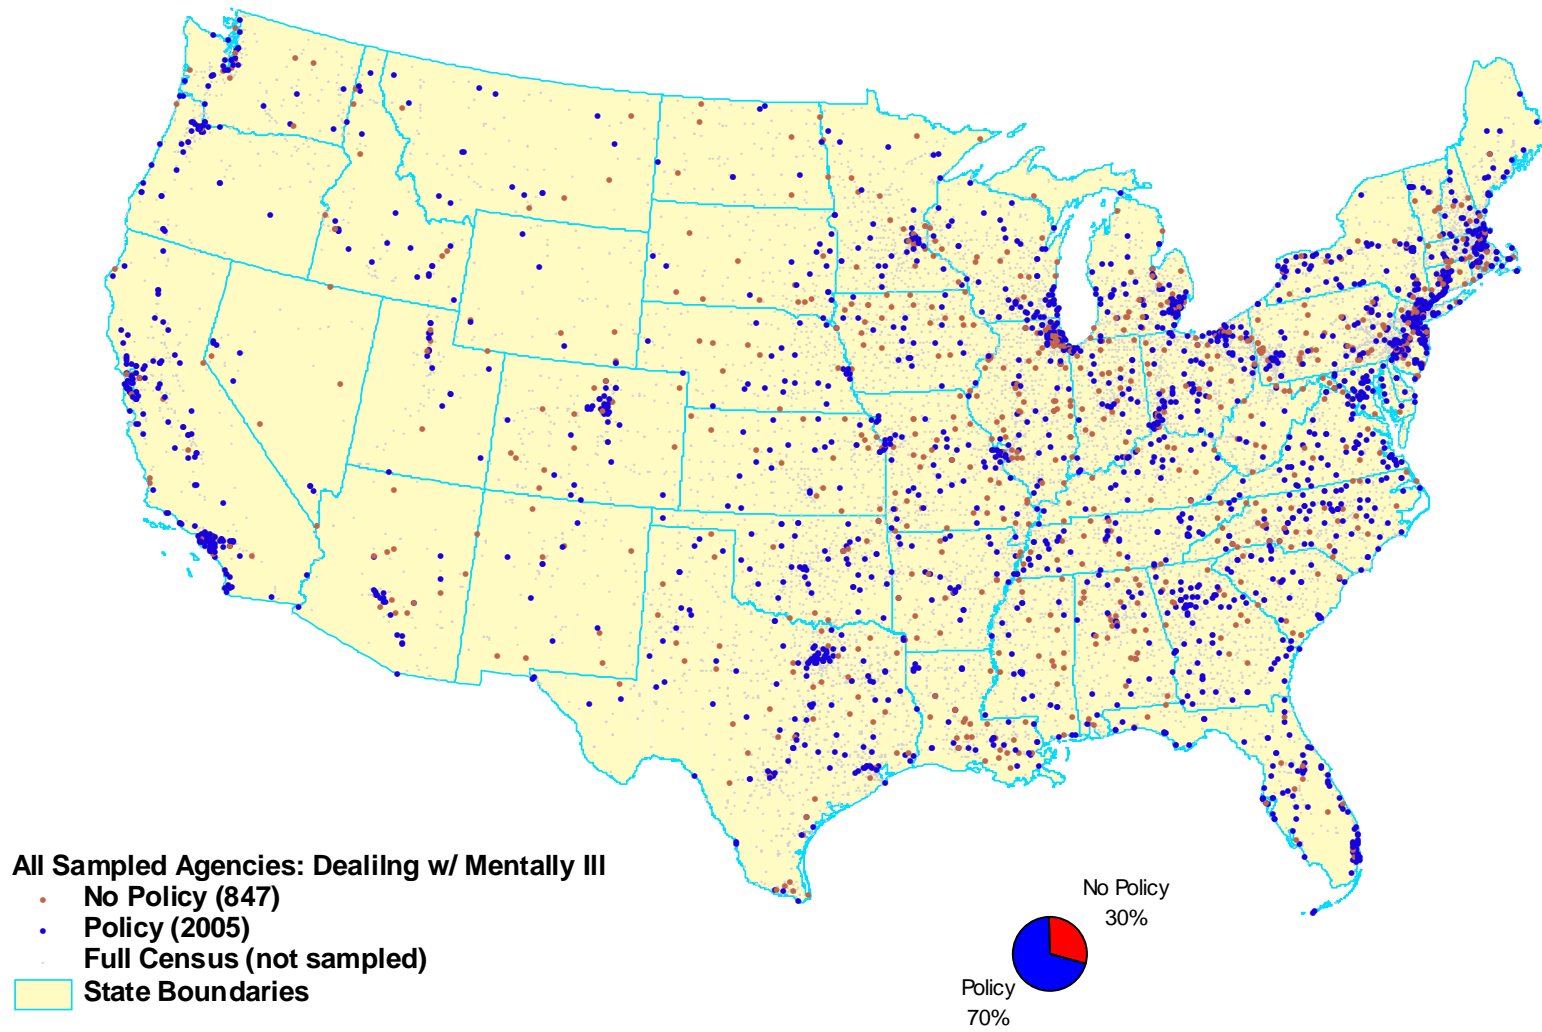 All Sampled Agencies: Dealilng w/ Mentally Ill
No Policy (847)
Policy (2005)
Full Census (not sampled)
State Boundaries
No Policy
30%
Policy
70%